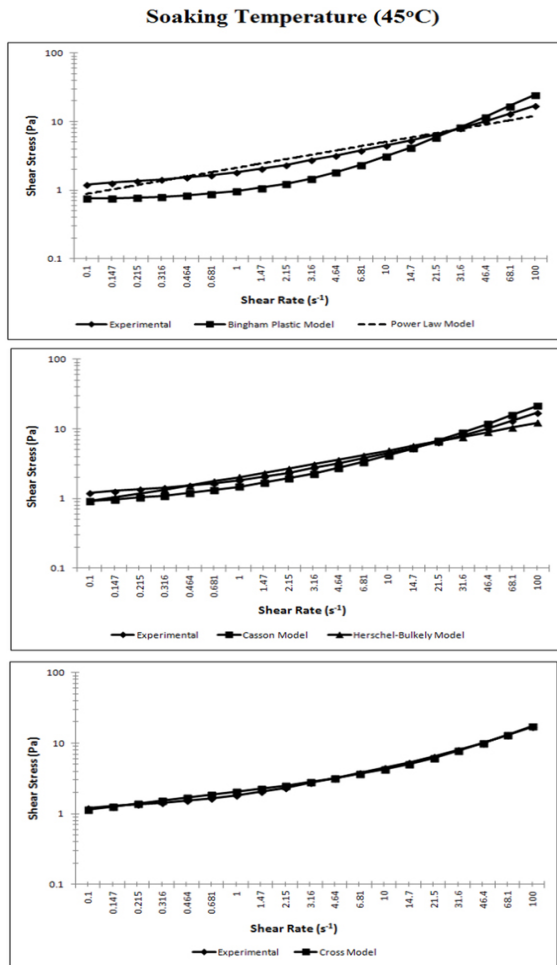 Soaking Temperature (45°C)
100
10
1
0.1
Shear Stress (Pa)
0.1 0.147 0.215 0.316 0.464 0.681 1 1.47 2.15 3.16 4.64 6.81 10 14.7 21.5 31.6 46.4 68.1 100
Shear Rate (s⁻¹)
Experimental Bingham Plastic Model Power Law Model
100
10
1
0.1
Shear Stress (Pa)
0.1 0.147 0.215 0.316 0.464 0.681 1 1.47 2.15 3.16 4.64 6.81 10 14.7 21.5 31.6 46.4 68.1 100
Shear Rate (s⁻¹)
Experimental Casson Model Herschel-Bulkely Model
100
10
1
0.1
Shear Stress (Pa)
0.1 0.147 0.215 0.316 0.464 0.681 1 1.47 2.15 3.16 4.64 6.81 10 14.7 21.5 31.6 46.4 68.1 100
Shear Rate (s⁻¹)
Experimental Cross Model